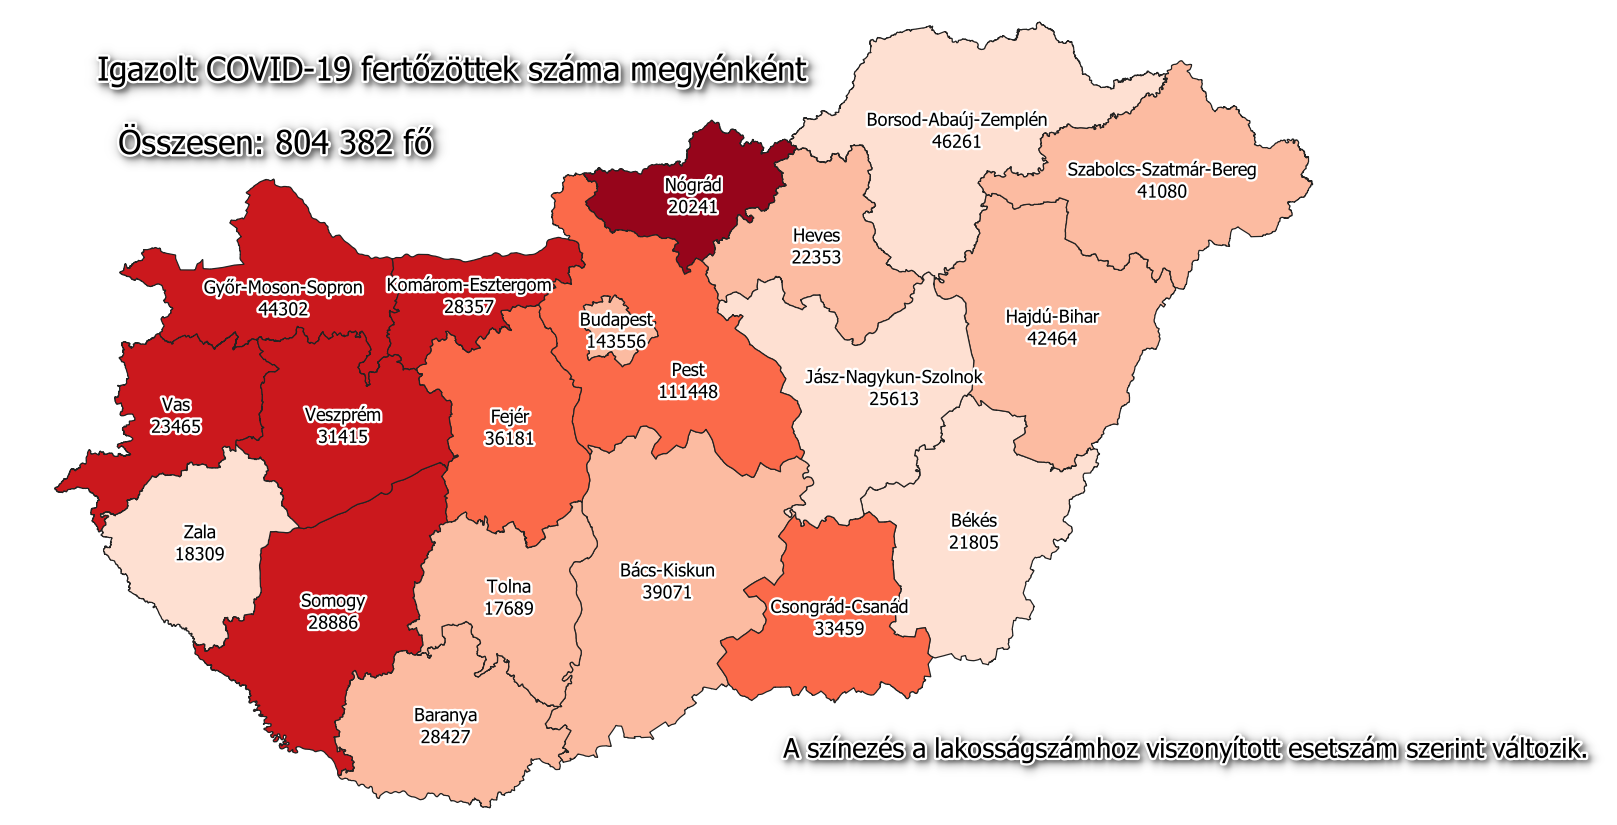 Igazolt COVID-19 fertőzöttek száma megyénként
Összesen: 804 382 fő
Borsod-Abaúj-Zemplén
46261
Szabolcs-Szatmár-Bereg
41080
Nógrád
20241
Heves
22353
Győr-Moson-Sopron
44302
Komárom-Esztergom
28357
Budapest
143556
Hajdú-Bihar
42464
Pest
111448
Jász-Nagykun-Szolnok
25613
Vas
23465
Veszprém
31415
Fejér
36181
Zala
18309
Békés
21805
Bács-Kiskun
39071
Tolna
17689
Somogy
28886
Csongrád-Csanád
33459
Baranya
28427
A színezés a lakosságszámhoz viszonyított esetszám szerint változik.